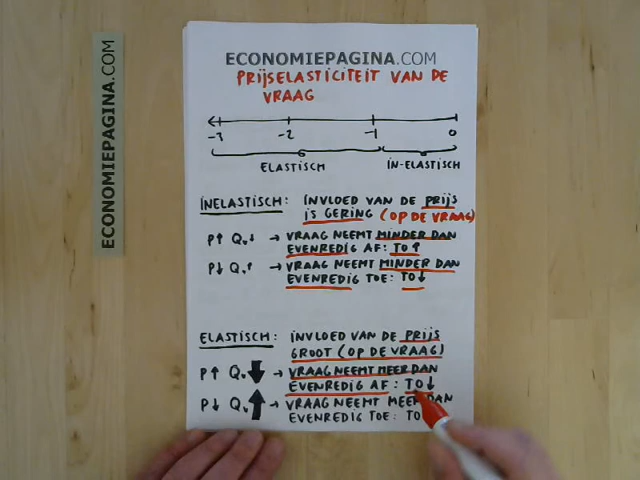 ECONOMIEPAGINA.COM
ECONOMIEPAGINA.COM
PRIJSELASTICITEIT VAN DE
VRAAG
-3 -2 -1 0
ELASTISCH IN-ELASTISCH
INELASTISCH: INVLOED VAN DE PRIJS
IS GERING (OP DE VRAAG)
P↑ Qv↓ → VRAAG NEEMT MINDER DAN
EVENREDIG AF: TO↑
P↓ Qv↑ → VRAAG NEEMT MINDER DAN
EVENREDIG TOE: TO↓
ELASTISCH: INVLOED VAN DE PRIJS
GROOT (OP DE VRAAG)
P↑ Qv↓ → VRAAG NEEMT MEER DAN
EVENREDIG AF: TO↓
P↓ Qv↑ → VRAAG NEEMT MEER DAN
EVENREDIG TOE: TO